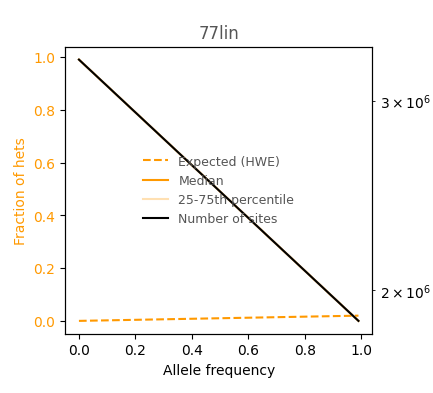 77lin
1.0
0.8
0.6
0.4
0.2
0.0
Fraction of hets
3 × 10⁶
2 × 10⁶
Expected (HWE)
Median
25-75th percentile
Number of sites
0.0 0.2 0.4 0.6 0.8 1.0
Allele frequency